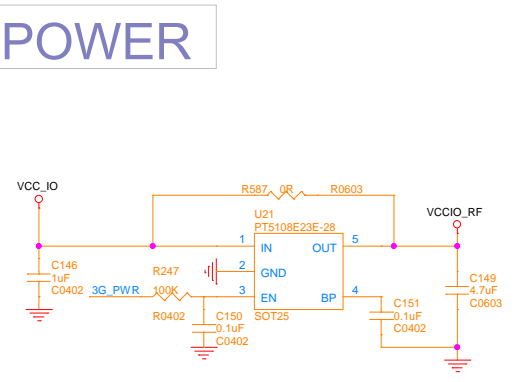 POWER
VCC_IO
R587 0R R0603
VCCIO_RF
U21
PT5108E23E-28
1 IN OUT 5
2 GND
3 EN BP 4
SOT25
C146
1uF
C0402
3G_PWR
R247
100K
R0402
C150
0.1uF
C0402
C151
0.1uF
C0402
C149
4.7uF
C0603